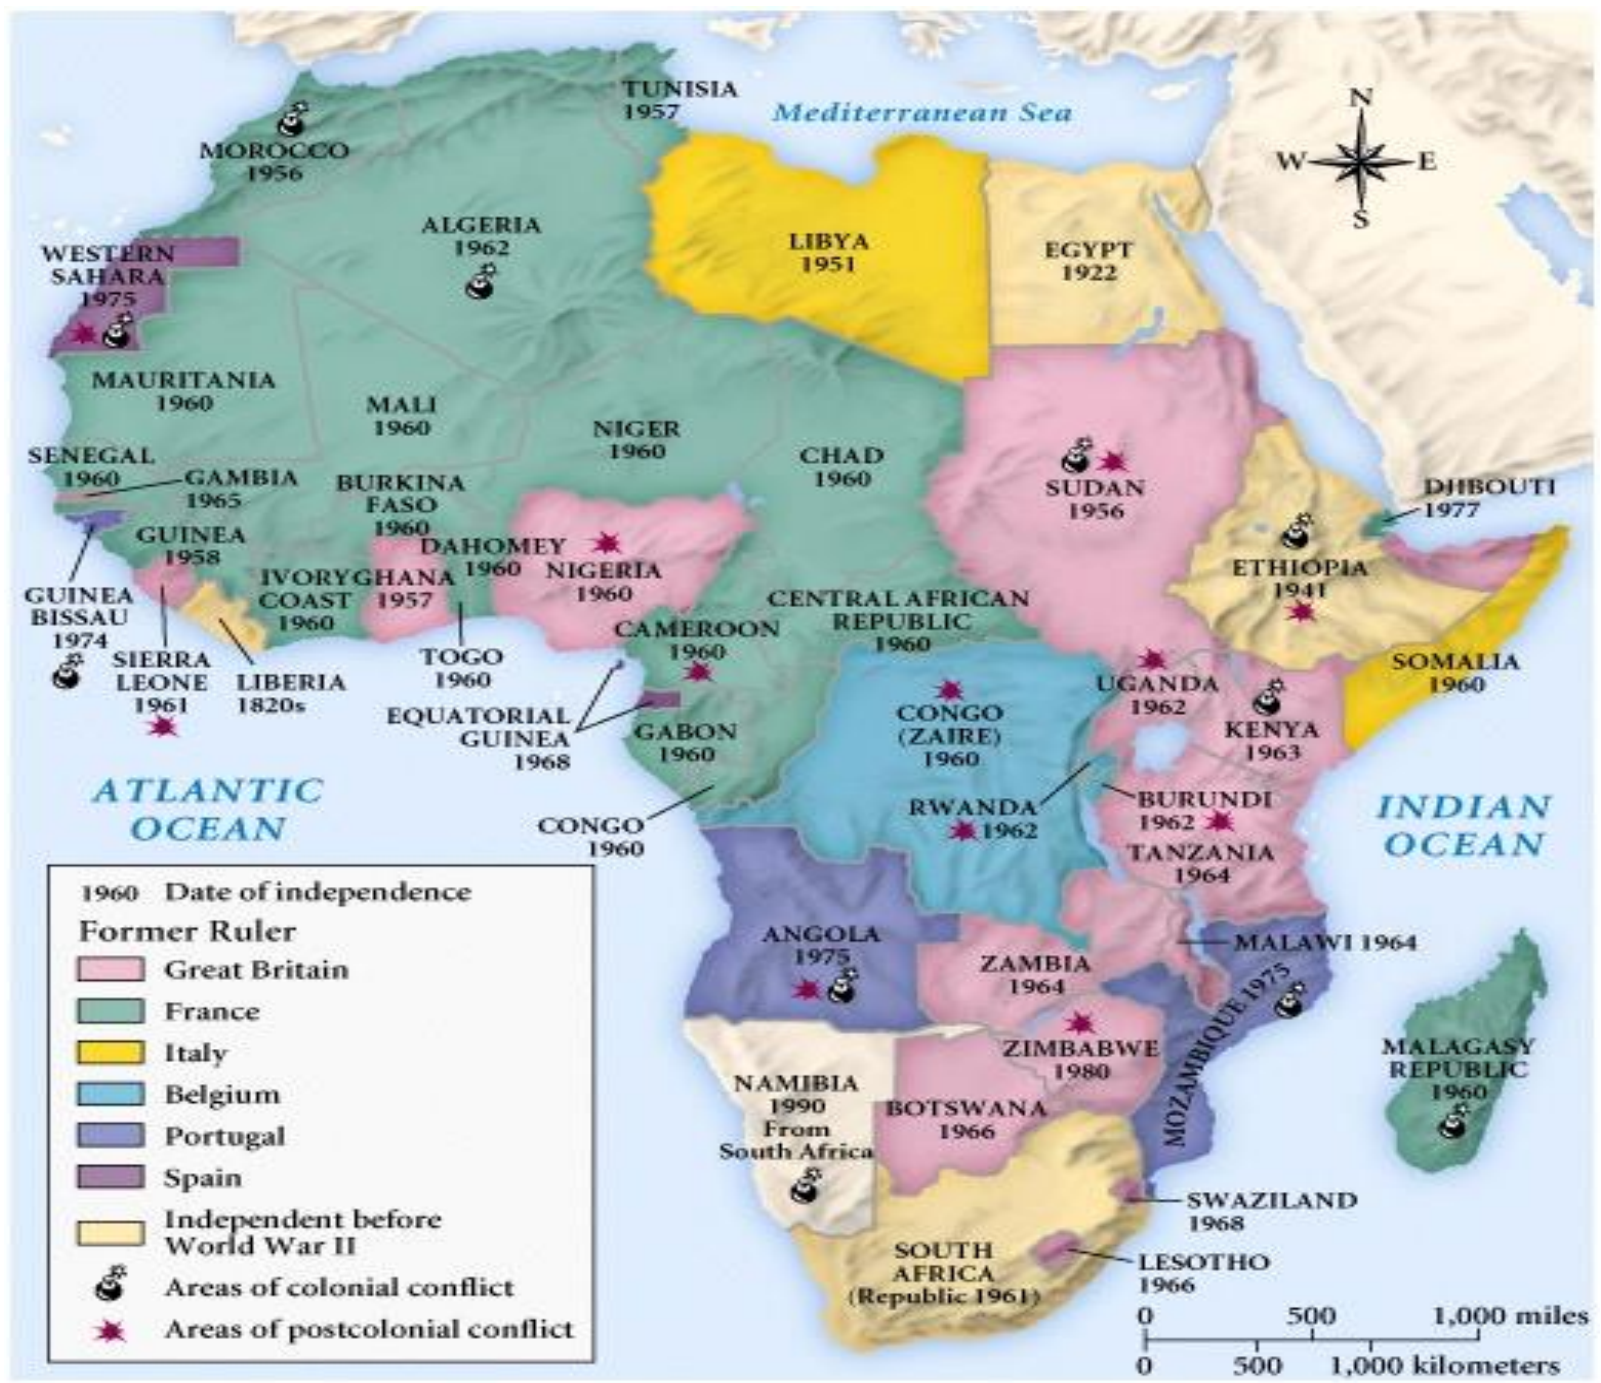 TUNISIA
1957
Mediterranean Sea
N
W
E
S
MOROCCO
1956
ALGERIA
1962
LIBYA
1951
EGYPT
1922
WESTERN
SAHARA
1975
MAURITANIA
1960
MALI
1960
NIGER
1960
CHAD
1960
SUDAN
1956
SENEGAL
1960
GAMBIA
1965
BURKINA
FASO
1960
DJIBOUTI
1977
GUINEA
1958
DAHOMEY
1960
NIGERIA
1960
ETHIOPIA
1941
IVORY
COAST
1960
GHANA
1957
GUINEA
BISSAU
1974
CENTRAL AFRICAN
REPUBLIC
1960
CAMEROON
1960
SIERRA
LEONE
1961
LIBERIA
1820s
TOGO
1960
SOMALIA
1960
UGANDA
1962
KENYA
1963
EQUATORIAL
GUINEA
1968
GABON
1960
CONGO
(ZAIRE)
1960
ATLANTIC
OCEAN
CONGO
1960
RWANDA
1962
BURUNDI
1962
INDIAN
OCEAN
TANZANIA
1964
ANGOLA
1975
ZAMBIA
1964
MALAWI 1964
MOZAMBIQUE 1975
ZIMBABWE
1980
MALAGASY
REPUBLIC
1960
NAMIBIA
1990
From
South Africa
BOTSWANA
1966
SWAZILAND
1968
SOUTH
AFRICA
(Republic 1961)
LESOTHO
1966
1960 Date of independence
Former Ruler
Great Britain
France
Italy
Belgium
Portugal
Spain
Independent before
World War II
Areas of colonial conflict
Areas of postcolonial conflict
0 500 1,000 miles
0 500 1,000 kilometers